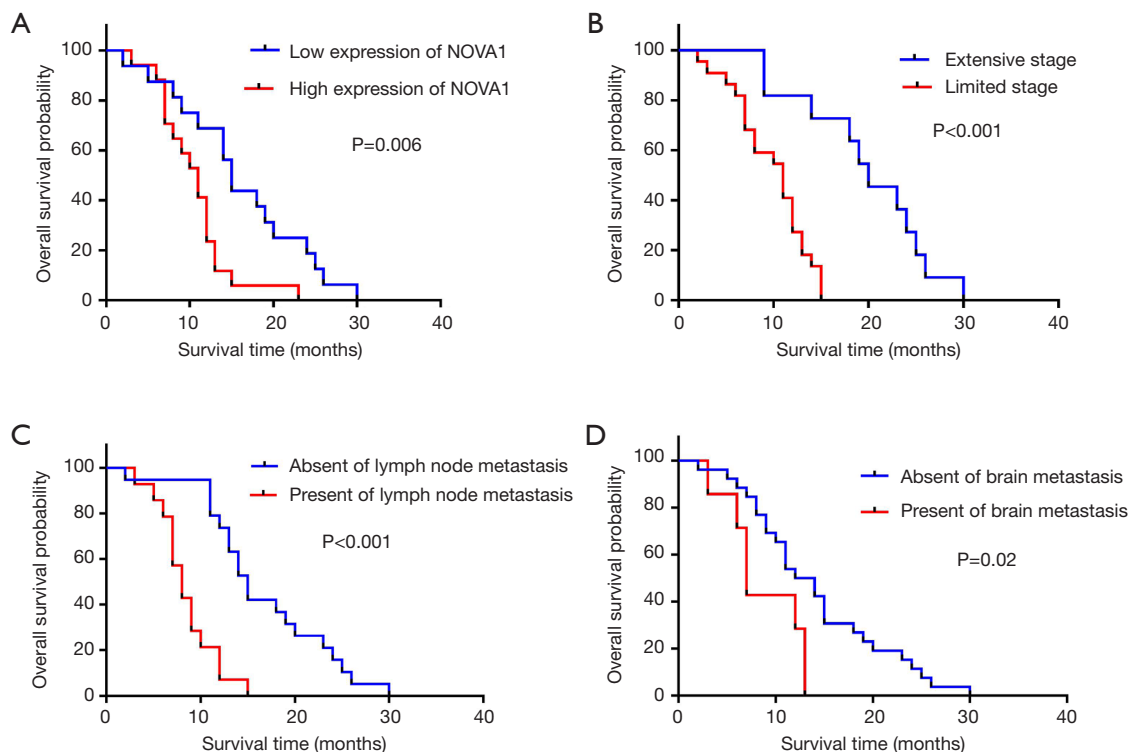 A
Overall survival probability
100
80
60
40
20
0
Low expression of NOVA1
High expression of NOVA1
P=0.006
0 10 20 30 40
Survival time (months)
B
Overall survival probability
100
80
60
40
20
0
Extensive stage
Limited stage
P<0.001
0 10 20 30 40
Survival time (months)
C
Overall survival probability
100
80
60
40
20
0
Absent of lymph node metastasis
Present of lymph node metastasis
P<0.001
0 10 20 30 40
Survival time (months)
D
Overall survival probability
100
80
60
40
20
0
Absent of brain metastasis
Present of brain metastasis
P=0.02
0 10 20 30 40
Survival time (months)